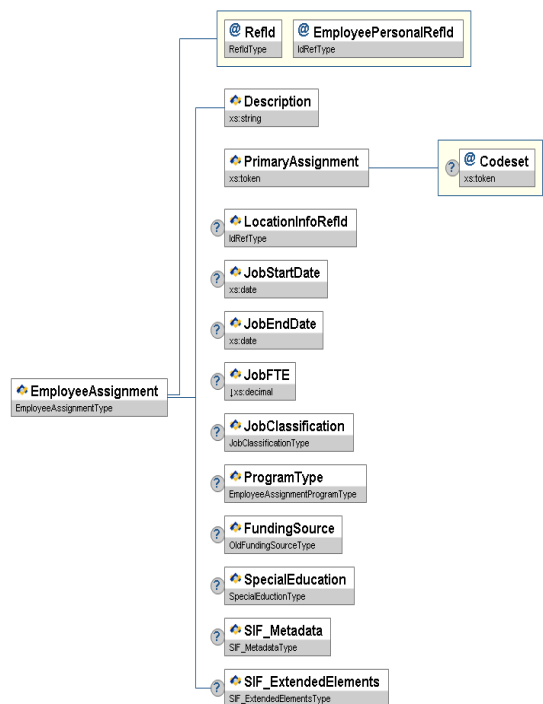 @ RefId
RefIdType
@ EmployeePersonalRefId
IdRefType
Description
xs:string
PrimaryAssignment
xs:token
? @ Codeset
xs:token
? LocationInfoRefId
IdRefType
? JobStartDate
xs:date
? JobEndDate
xs:date
EmployeeAssignment
EmployeeAssignmentType
? JobFTE
↓xs:decimal
? JobClassification
JobClassificationType
? ProgramType
EmployeeAssignmentProgramType
? FundingSource
OldFundingSourceType
? SpecialEducation
SpecialEductionType
? SIF_Metadata
SIF_MetadataType
? SIF_ExtendedElements
SIF_ExtendedElementsType